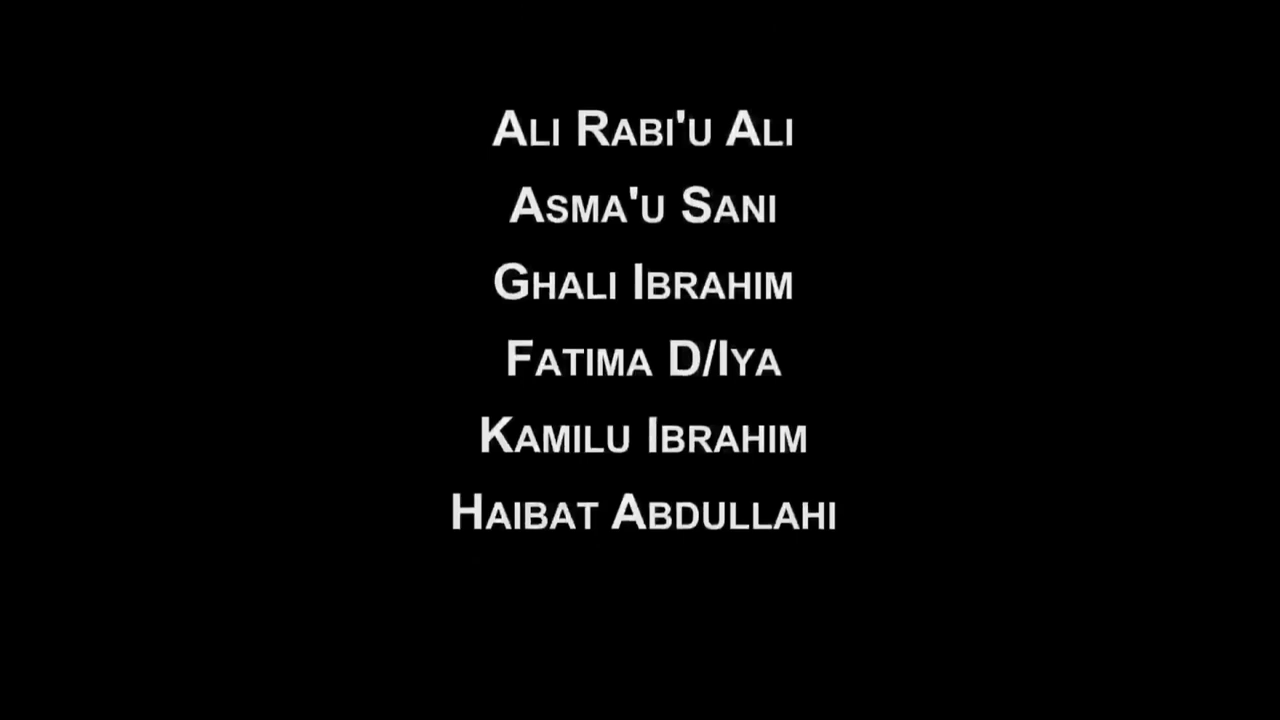 Ali Rabi'u Ali
Asma'u Sani
Ghali Ibrahim
Fatima D/Iya
Kamilu Ibrahim
Haibat Abdullahi